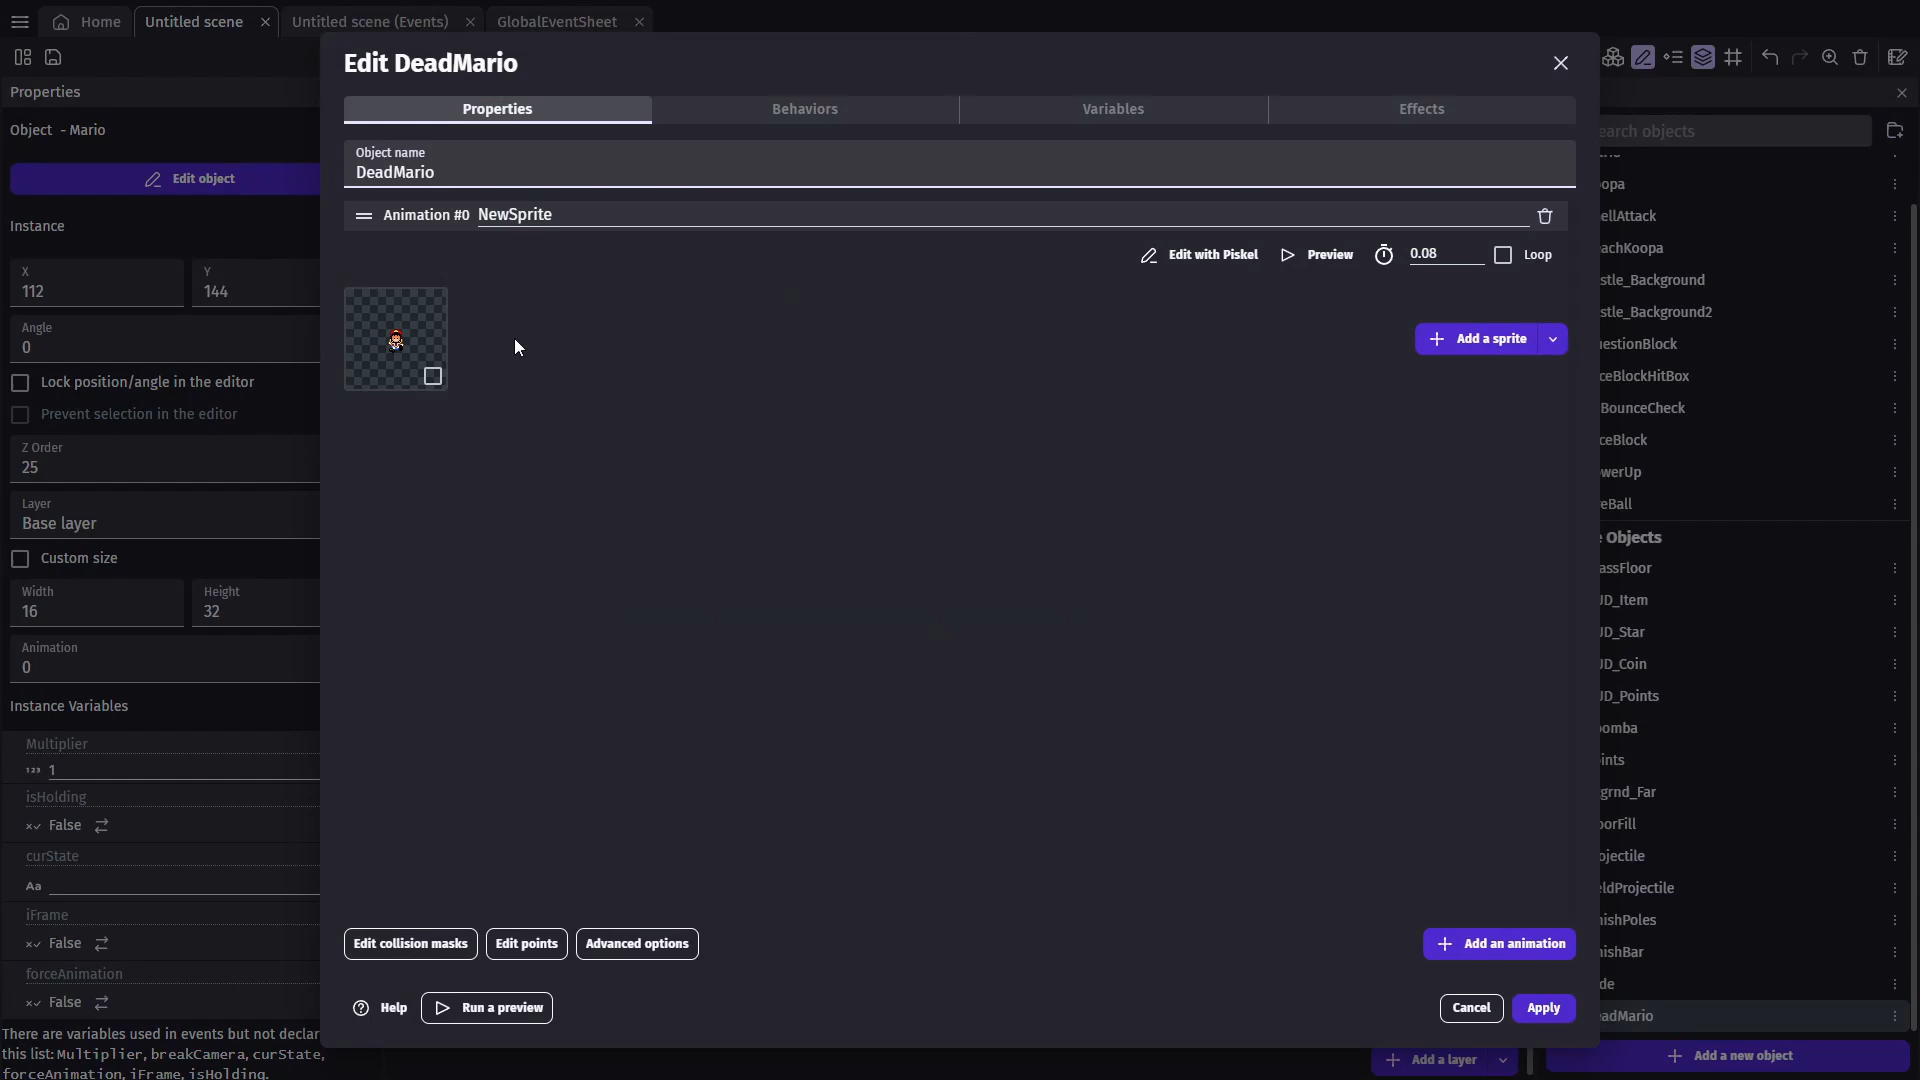 Home
Untitled scene
Untitled scene (Events)
GlobalEventSheet
Properties
Object - Mario
Edit object
Instance
X
112
Y
144
Angle
0
Lock position/angle in the editor
Prevent selection in the editor
Z Order
25
Layer
Base layer
Custom size
Width
16
Height
32
Animation
0
Instance Variables
Multiplier
123 1
isHolding
False
curState
Aa
iFrame
False
forceAnimation
False
There are variables used in events but not declar
this list: Multiplier, breakCamera, curState,
forceAnimation, iFrame, isHolding.
Edit DeadMario
Properties
Behaviors
Variables
Effects
Object name
DeadMario
Animation #0 NewSprite
Edit with Piskel
Preview
0.08
Loop
Add a sprite
Edit collision masks
Edit points
Advanced options
Add an animation
Help
Run a preview
Cancel
Apply
earch objects
opa
ellAttack
achKoopa
stle_Background
stle_Background2
estionBlock
ceBlockHitBox
BounceCheck
ceBlock
werUp
eBall
Objects
assFloor
JD_Item
JD_Star
JD_Coin
JD_Points
omba
ints
grnd_Far
oorFill
ojectile
eldProjectile
nishPoles
nishBar
de
eadMario
Add a layer
Add a new object